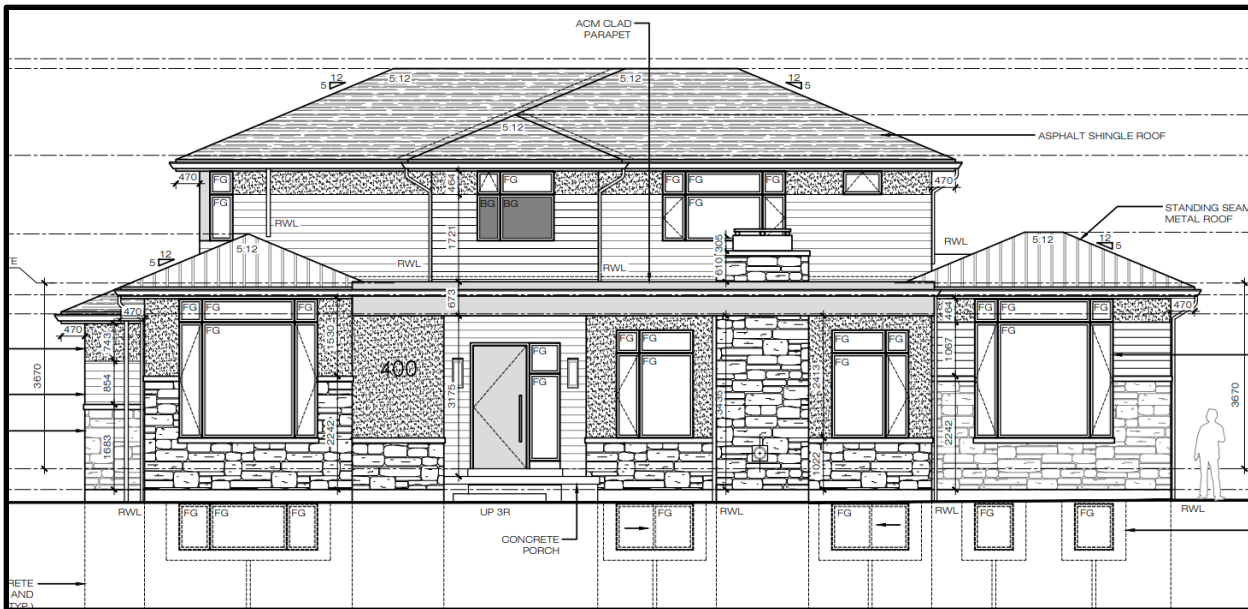 ACM CLAD
PARAPET
12
5
5:12
5:12
12
5
5:12
ASPHALT SHINGLE ROOF
470
FG
464
FG
FG
FG
FG
470
FG
BG
BG
FG
STANDING SEAM
METAL ROOF
RWL
1721
305
12
5
5:12
RWL
RWL
610
RWL
5:12
12
5
470
470
673
470
FG
FG
FG
FG
FG
FG
464
743
1530
FG
FG
FG
FG
FG
FG
FG
3670
854
FG
400
3175
FG
FG
3435
2413
FG
1067
3670
1683
2242
1022
2242
RWL
UP 3R
RWL
RWL
RWL
FG
FG
FG
FG
FG
FG
FG
CONCRETE
PORCH
RETE
AND
TYP.)